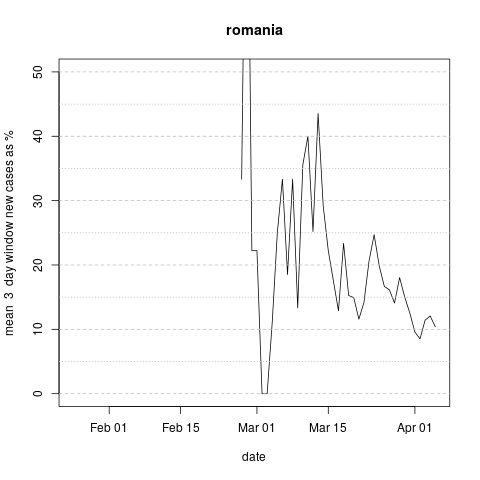 romania
mean  3  day window new cases as %
50
40
30
20
10
0
Feb 01
Feb 15
Mar 01
Mar 15
Apr 01
date